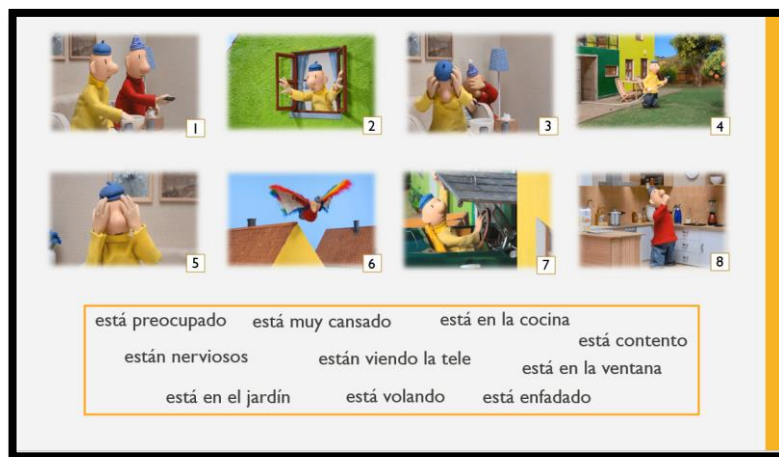 1
2
3
4
5
6
7
8
está preocupado
está muy cansado
está en la cocina
está contento
están nerviosos
están viendo la tele
está en la ventana
está en el jardín
está volando
está enfadado